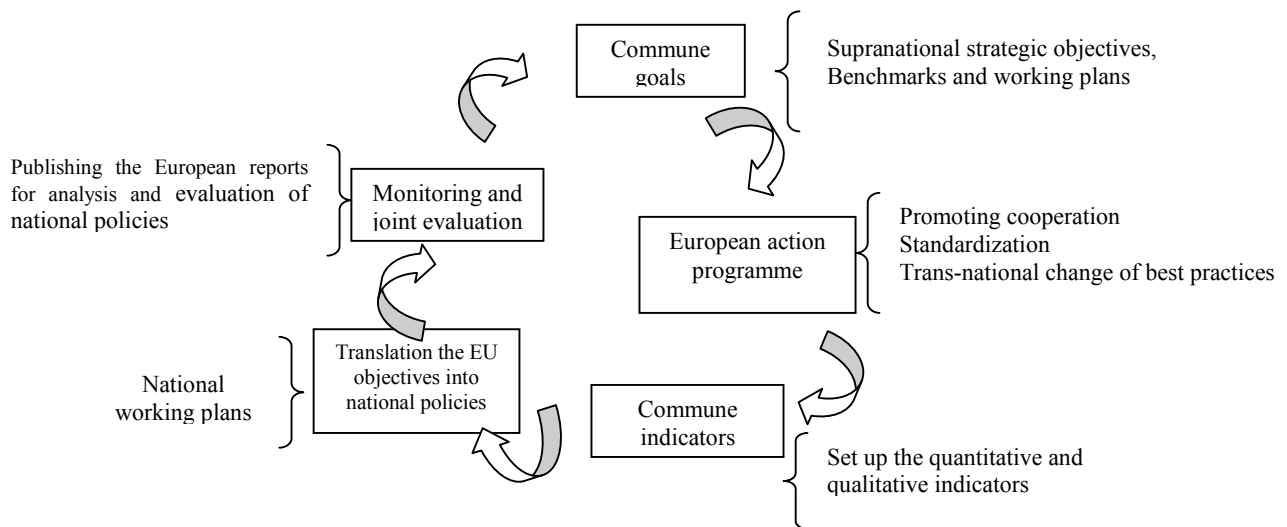 Commune
goals
Supranational strategic objectives,
Benchmarks and working plans
Publishing the European reports
for analysis and evaluation of
national policies
Monitoring and
joint evaluation
European action
programme
Promoting cooperation
Standardization
Trans-national change of best practices
National
working plans
Translation the EU
objectives into
national policies
Commune
indicators
Set up the quantitative and
qualitative indicators